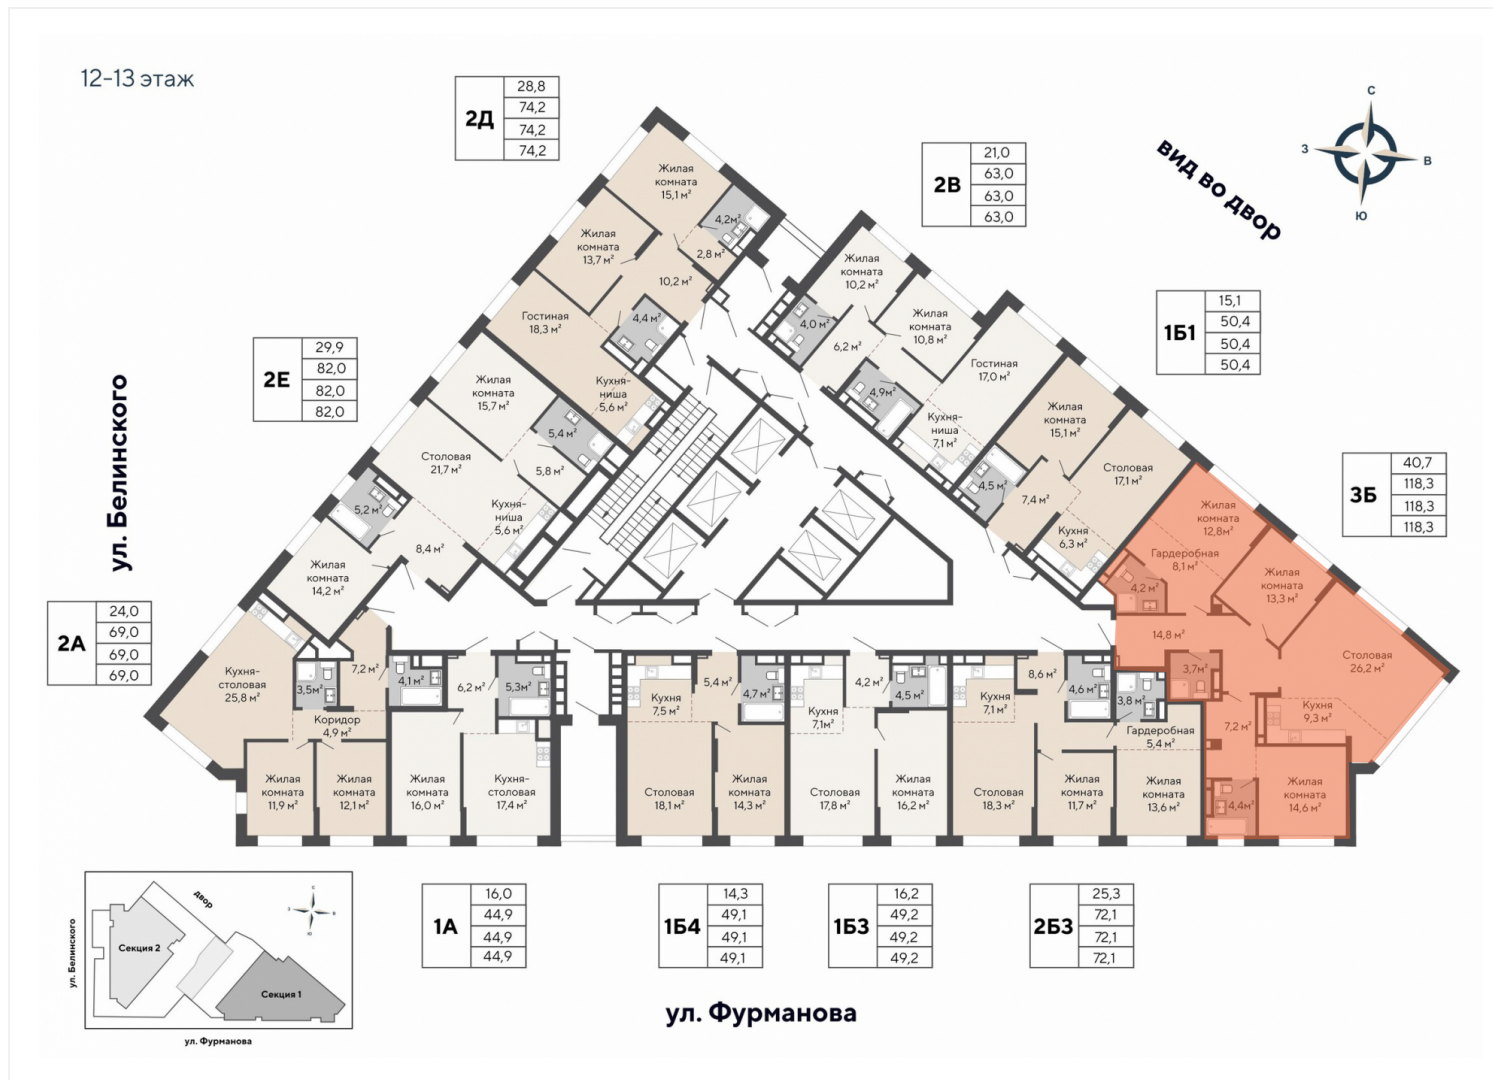 12–13 этаж
2Д
28,8
74,2
74,2
74,2
2В
21,0
63,0
63,0
63,0
вид во двор
С
З
В
Ю
1Б1
15,1
50,4
50,4
50,4
2Е
29,9
82,0
82,0
82,0
3Б
40,7
118,3
118,3
118,3
ул. Белинского
2А
24,0
69,0
69,0
69,0
Жилая
комната
15,1 м²
4,2м²
2,8 м²
Жилая
комната
13,7 м²
10,2 м²
Гостиная
18,3 м²
4,4 м²
Кухня-
ниша
5,6 м²
Жилая
комната
15,7 м²
5,4 м²
Столовая
21,7 м²
5,8 м²
Кухня-
ниша
5,6 м²
5,2 м²
8,4 м²
Жилая
комната
14,2 м²
Жилая
комната
10,2 м²
4,0 м²
6,2 м²
Жилая
комната
10,8 м²
Гостиная
17,0 м²
4,9м²
Кухня-
ниша
7,1 м²
Жилая
комната
15,1 м²
Столовая
17,1 м²
4,5 м²
7,4 м²
Кухня
6,3 м²
Жилая
комната
12,8м²
Гардеробная
8,1 м²
4,2 м²
Жилая
комната
13,3 м²
14,8 м²
Столовая
26,2 м²
3,7м²
Кухня
9,3 м²
7,2 м²
4,4м²
Жилая
комната
14,6 м²
Кухня-
столовая
25,8 м²
3,5м²
7,2 м²
Коридор
4,9 м²
Жилая
комната
11,9 м²
Жилая
комната
12,1 м²
4,1 м²
6,2 м²
5,3м²
Жилая
комната
16,0 м²
Кухня-
столовая
17,4 м²
Кухня
7,5 м²
5,4 м²
4,7 м²
Столовая
18,1 м²
Жилая
комната
14,3 м²
Кухня
7,1м²
4,2 м²
4,5 м²
Столовая
17,8 м²
Жилая
комната
16,2 м²
Кухня
7,1 м²
8,6 м²
4,6 м²
3,8 м²
Гардеробная
5,4 м²
Столовая
18,3 м²
Жилая
комната
11,7 м²
Жилая
комната
13,6 м²
1А
16,0
44,9
44,9
44,9
1Б4
14,3
49,1
49,1
49,1
1Б3
16,2
49,2
49,2
49,2
2Б3
25,3
72,1
72,1
72,1
ул. Фурманова
двор
С
З
В
Ю
ул. Белинского
Секция 2
Секция 1
ул. Фурманова